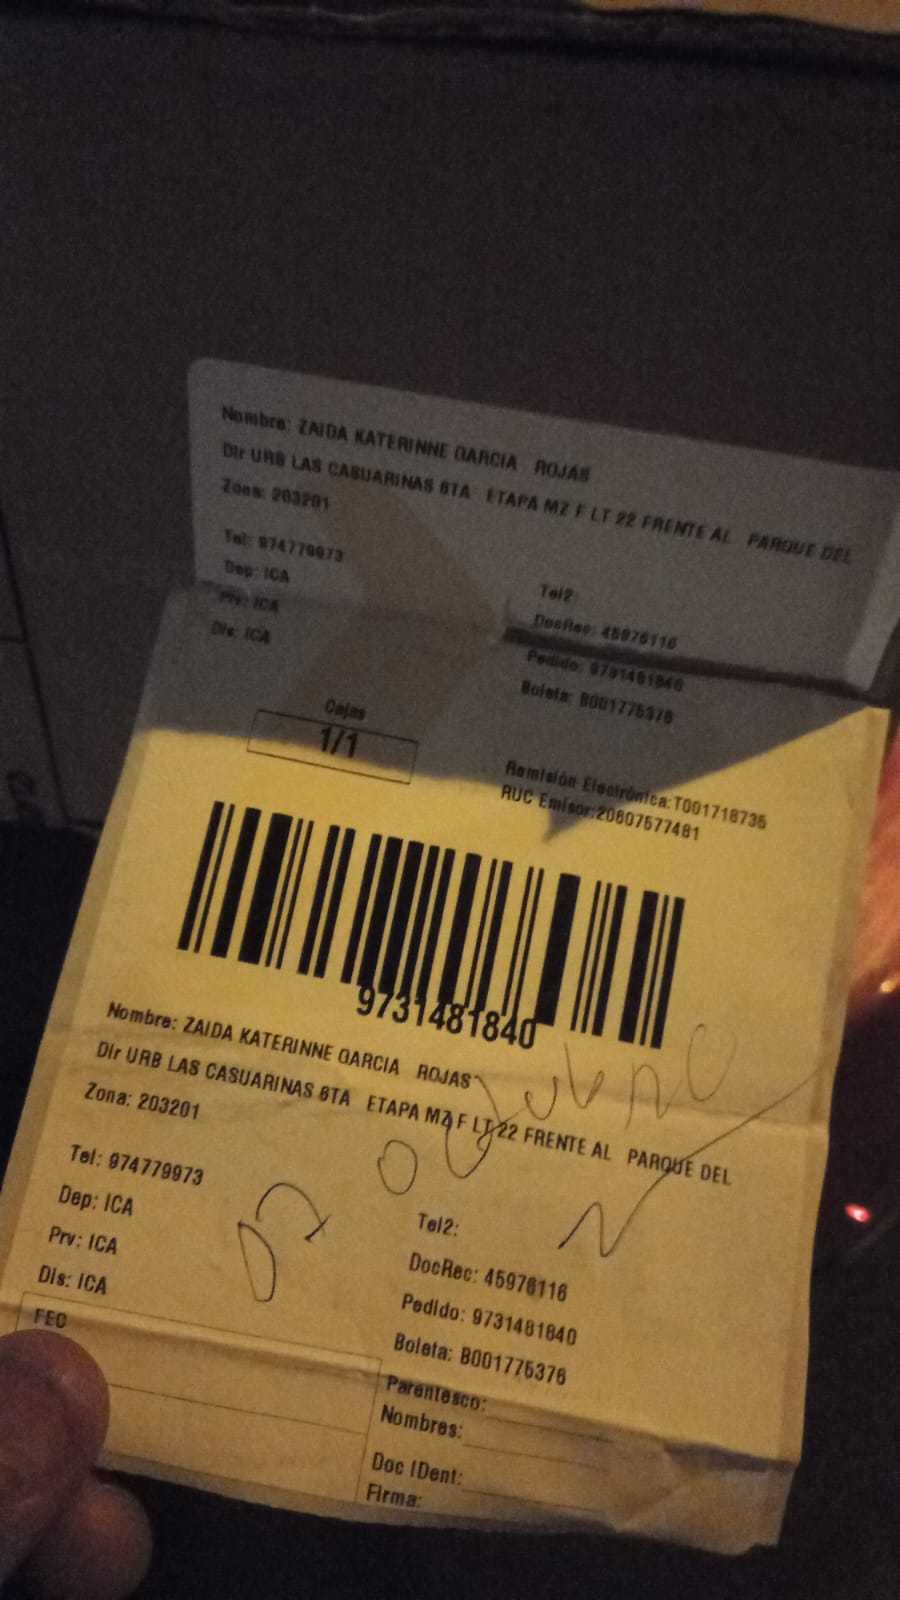 Nombre: ZAIDA KATERINNE GARCIA ROJAS
Dir URB LAS CASUARINAS 6TA ETAPA MZ F LT 22 FRENTE AL PARQUE DEL
Zona: 203201
Tel: 974779973
Dep: ICA
Prv: ICA
Dis: ICA
Tel2:
DocRec: 45976116
Pedido: 9731481840
Boleta: B001775376
Cajas
1/1
Remisión Electrónica:T001718736
RUC Emisor:20607577481
9731481840
Nombre: ZAIDA KATERINNE GARCIA ROJAS
Dir URB LAS CASUARINAS 6TA ETAPA MZ F LT 22 FRENTE AL PARQUE DEL
Zona: 203201
Tel: 974779973
Dep: ICA
Prv: ICA
Dis: ICA
Tel2:
DocRec: 45976116
Pedido: 9731481840
Boleta: B001775376
FEC
Parentesco:
Nombres:
Doc IDent:
Firma: